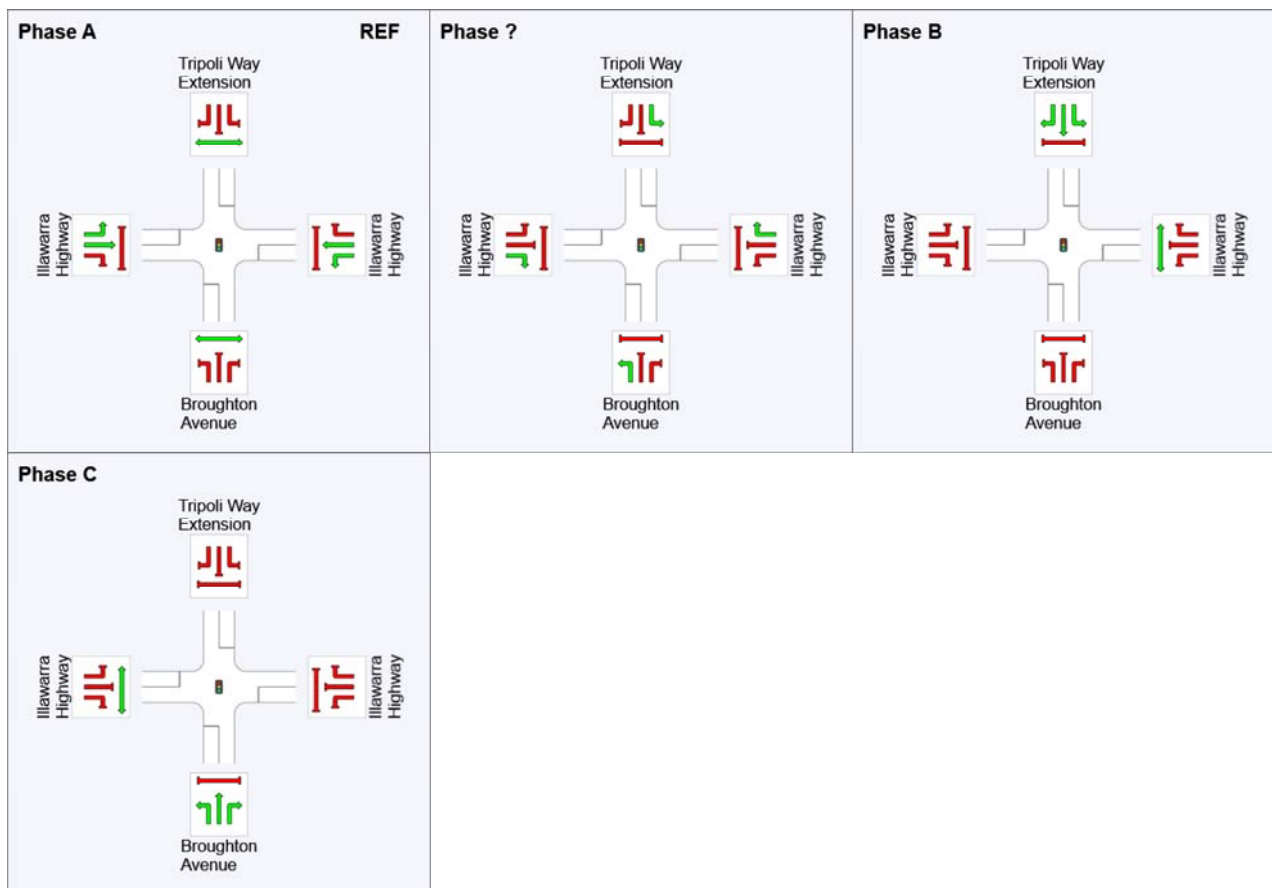 Phase A
REF
Tripoli Way
Extension
Illawarra
Highway
Illawarra
Highway
Broughton
Avenue
Phase ?
Tripoli Way
Extension
Illawarra
Highway
Illawarra
Highway
Broughton
Avenue
Phase B
Tripoli Way
Extension
Illawarra
Highway
Illawarra
Highway
Broughton
Avenue
Phase C
Tripoli Way
Extension
Illawarra
Highway
Illawarra
Highway
Broughton
Avenue